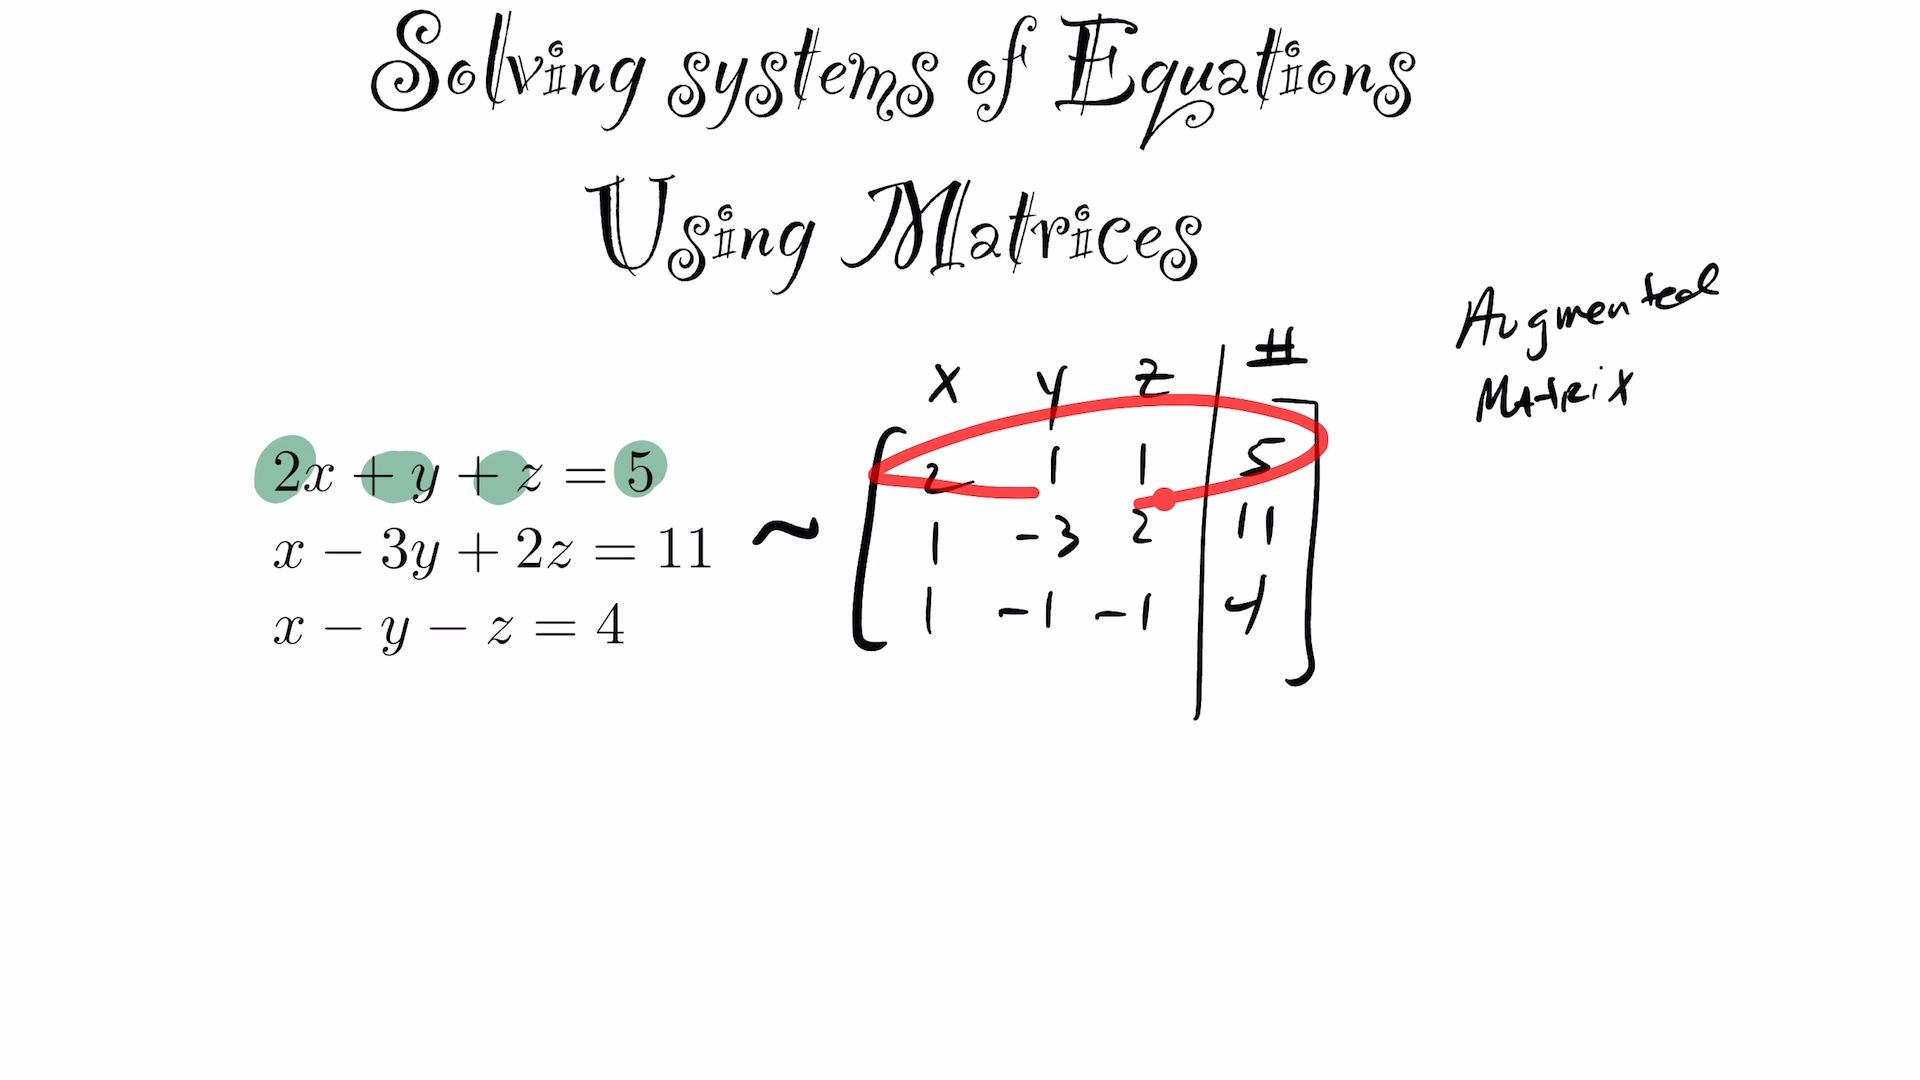 Solving systems of Equations
Using Matrices
Augmented
Matrix
x y z #
2x + y + z = 5
x − 3y + 2z = 11
x − y − z = 4
~
2 1 1 5
1 -3 2 11
1 -1 -1 4